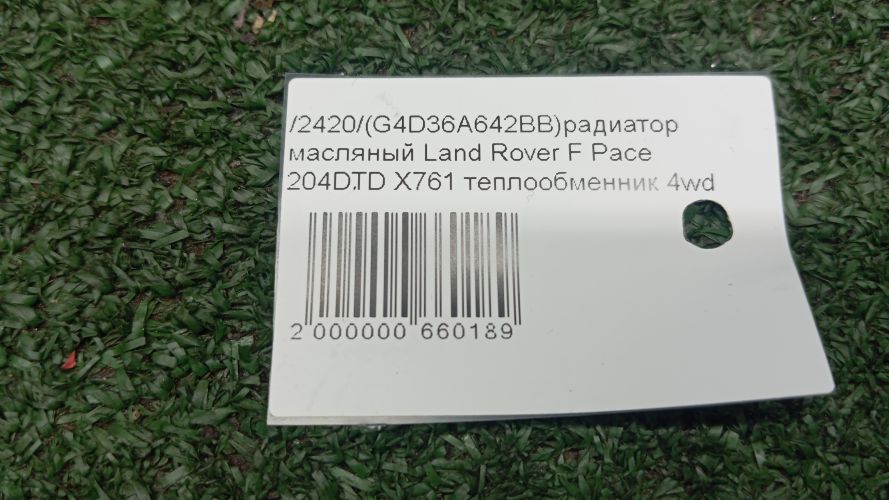 /2420/(G4D36A642BB)радиатор
масляный Land Rover F Pace
204DTD X761 теплообменник 4wd
2 000000 660189